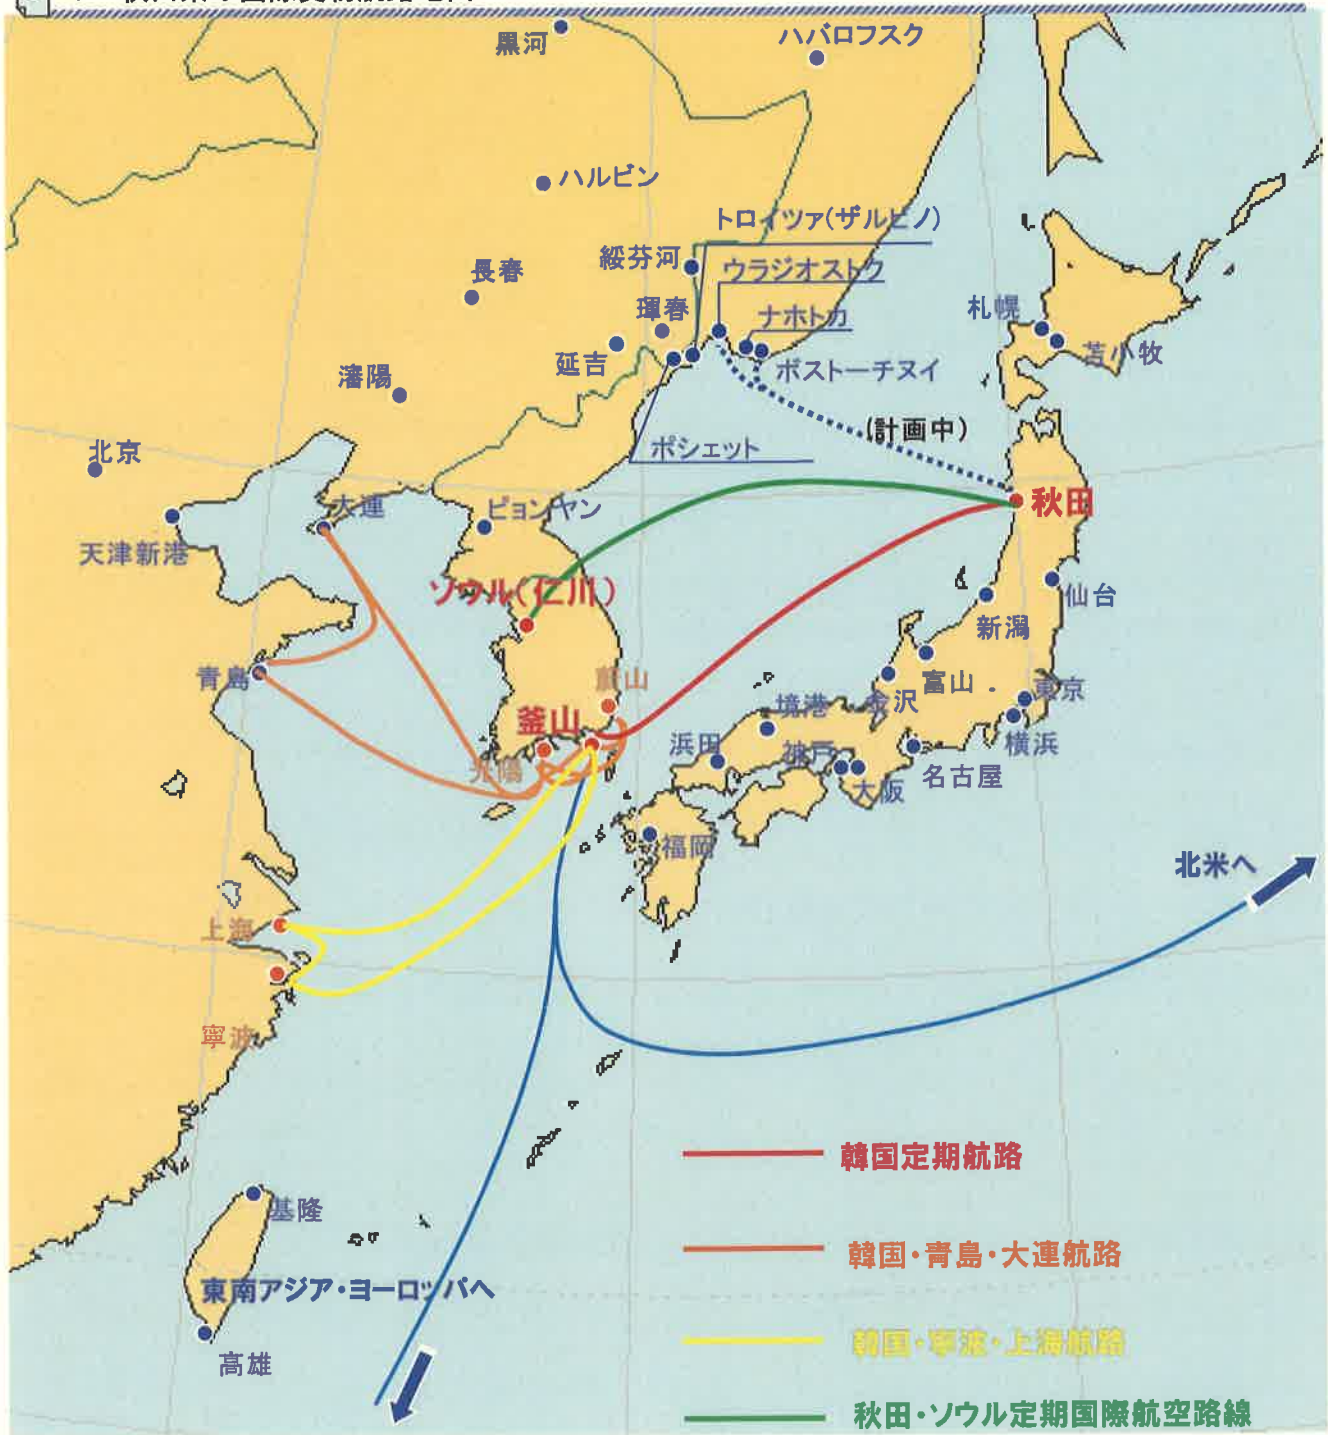 黒河
ハバロフスク
ハルビン
トロイツァ(ザルビノ)
綏芬河
長春
ウラジオストク
琿春
ナホトカ
札幌
延吉
苫小牧
ボストーチヌイ
瀋陽
(計画中)
北京
ポシェット
秋田
大連
ピョンヤン
天津新港
ソウル(仁川)
仙台
新潟
青島
富山
東京
金沢
釜山
境港
浜田
横浜
神戸
光陽
名古屋
大阪
福岡
北米へ
上海
寧波
韓国定期航路
基隆
韓国・青島・大連航路
東南アジア・ヨーロッパへ
韓国・寧波・上海航路
高雄
秋田・ソウル定期国際航空路線